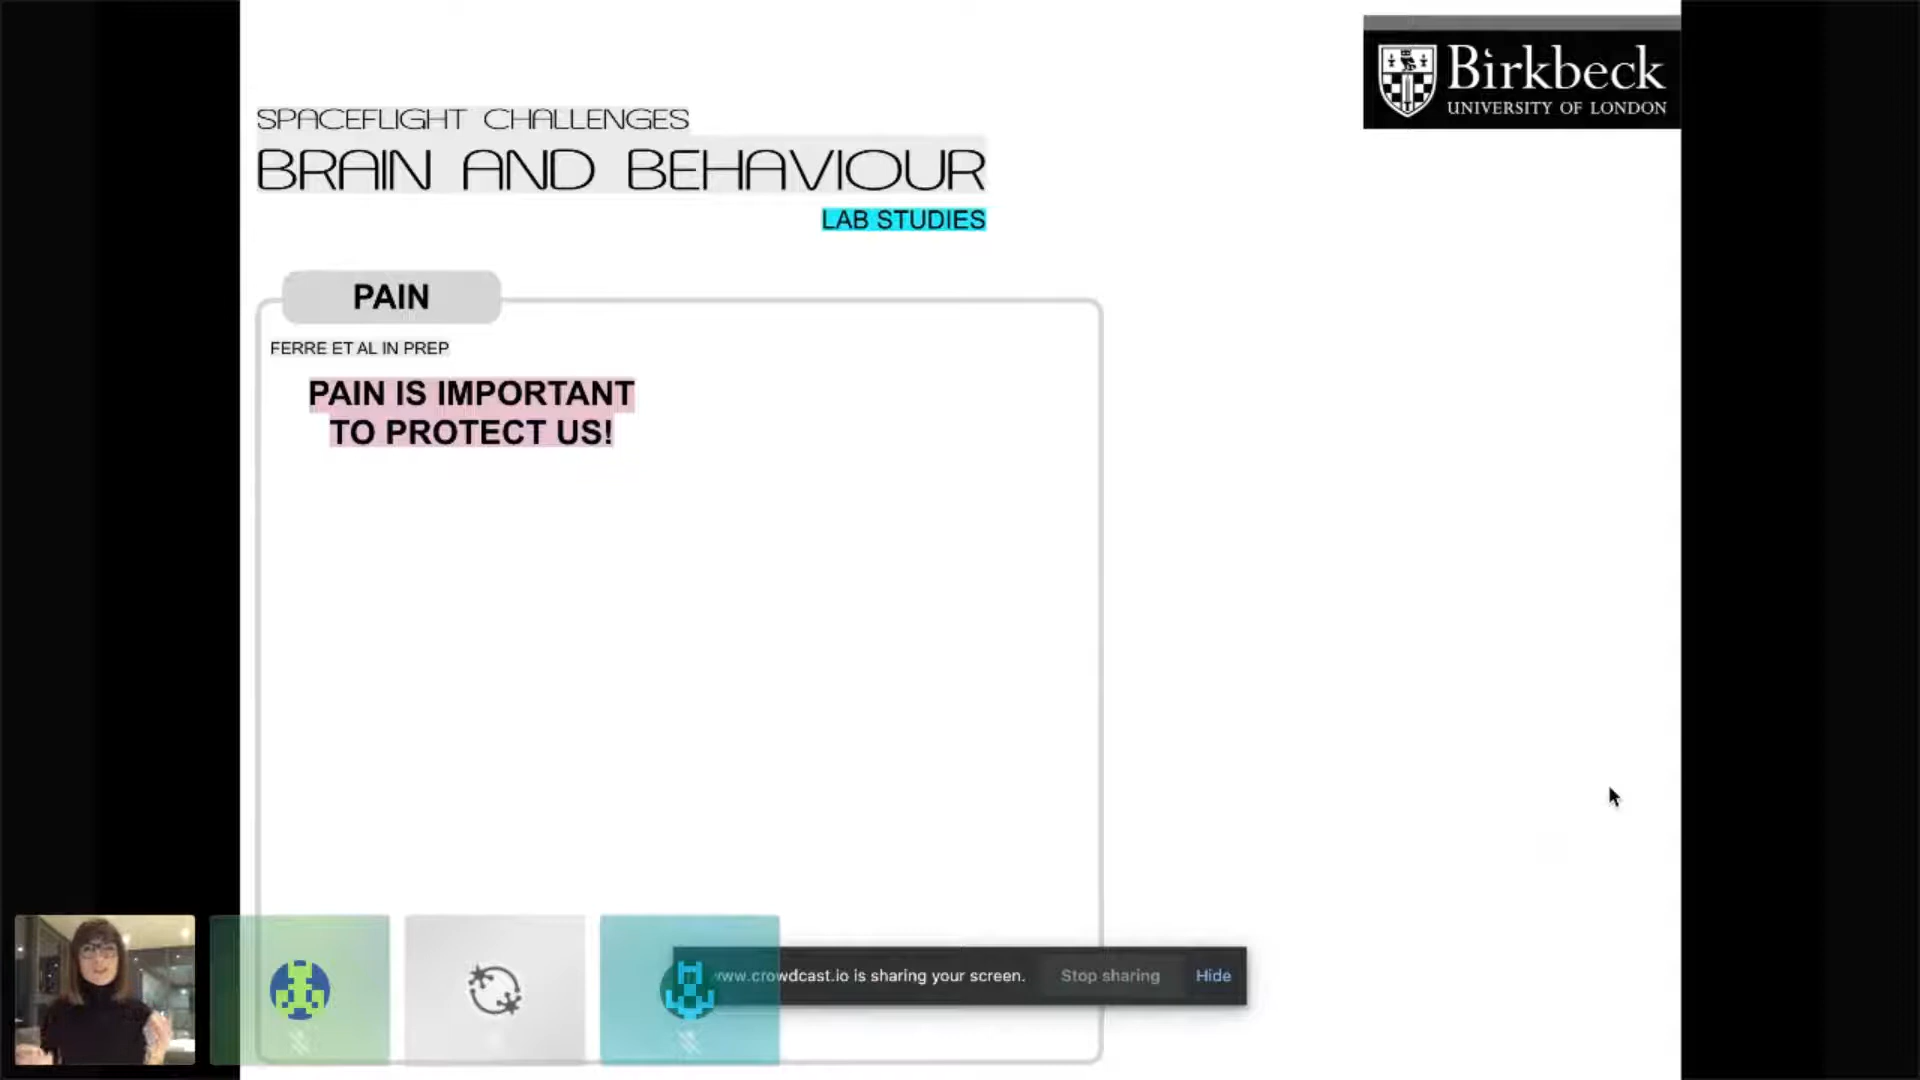 Birkbeck
UNIVERSITY OF LONDON
SPACEFLIGHT CHALLENGES
BRAIN AND BEHAVIOUR
LAB STUDIES
PAIN
FERRE ET AL IN PREP
PAIN IS IMPORTANT
TO PROTECT US!
www.crowdcast.io is sharing your screen. Stop sharing Hide